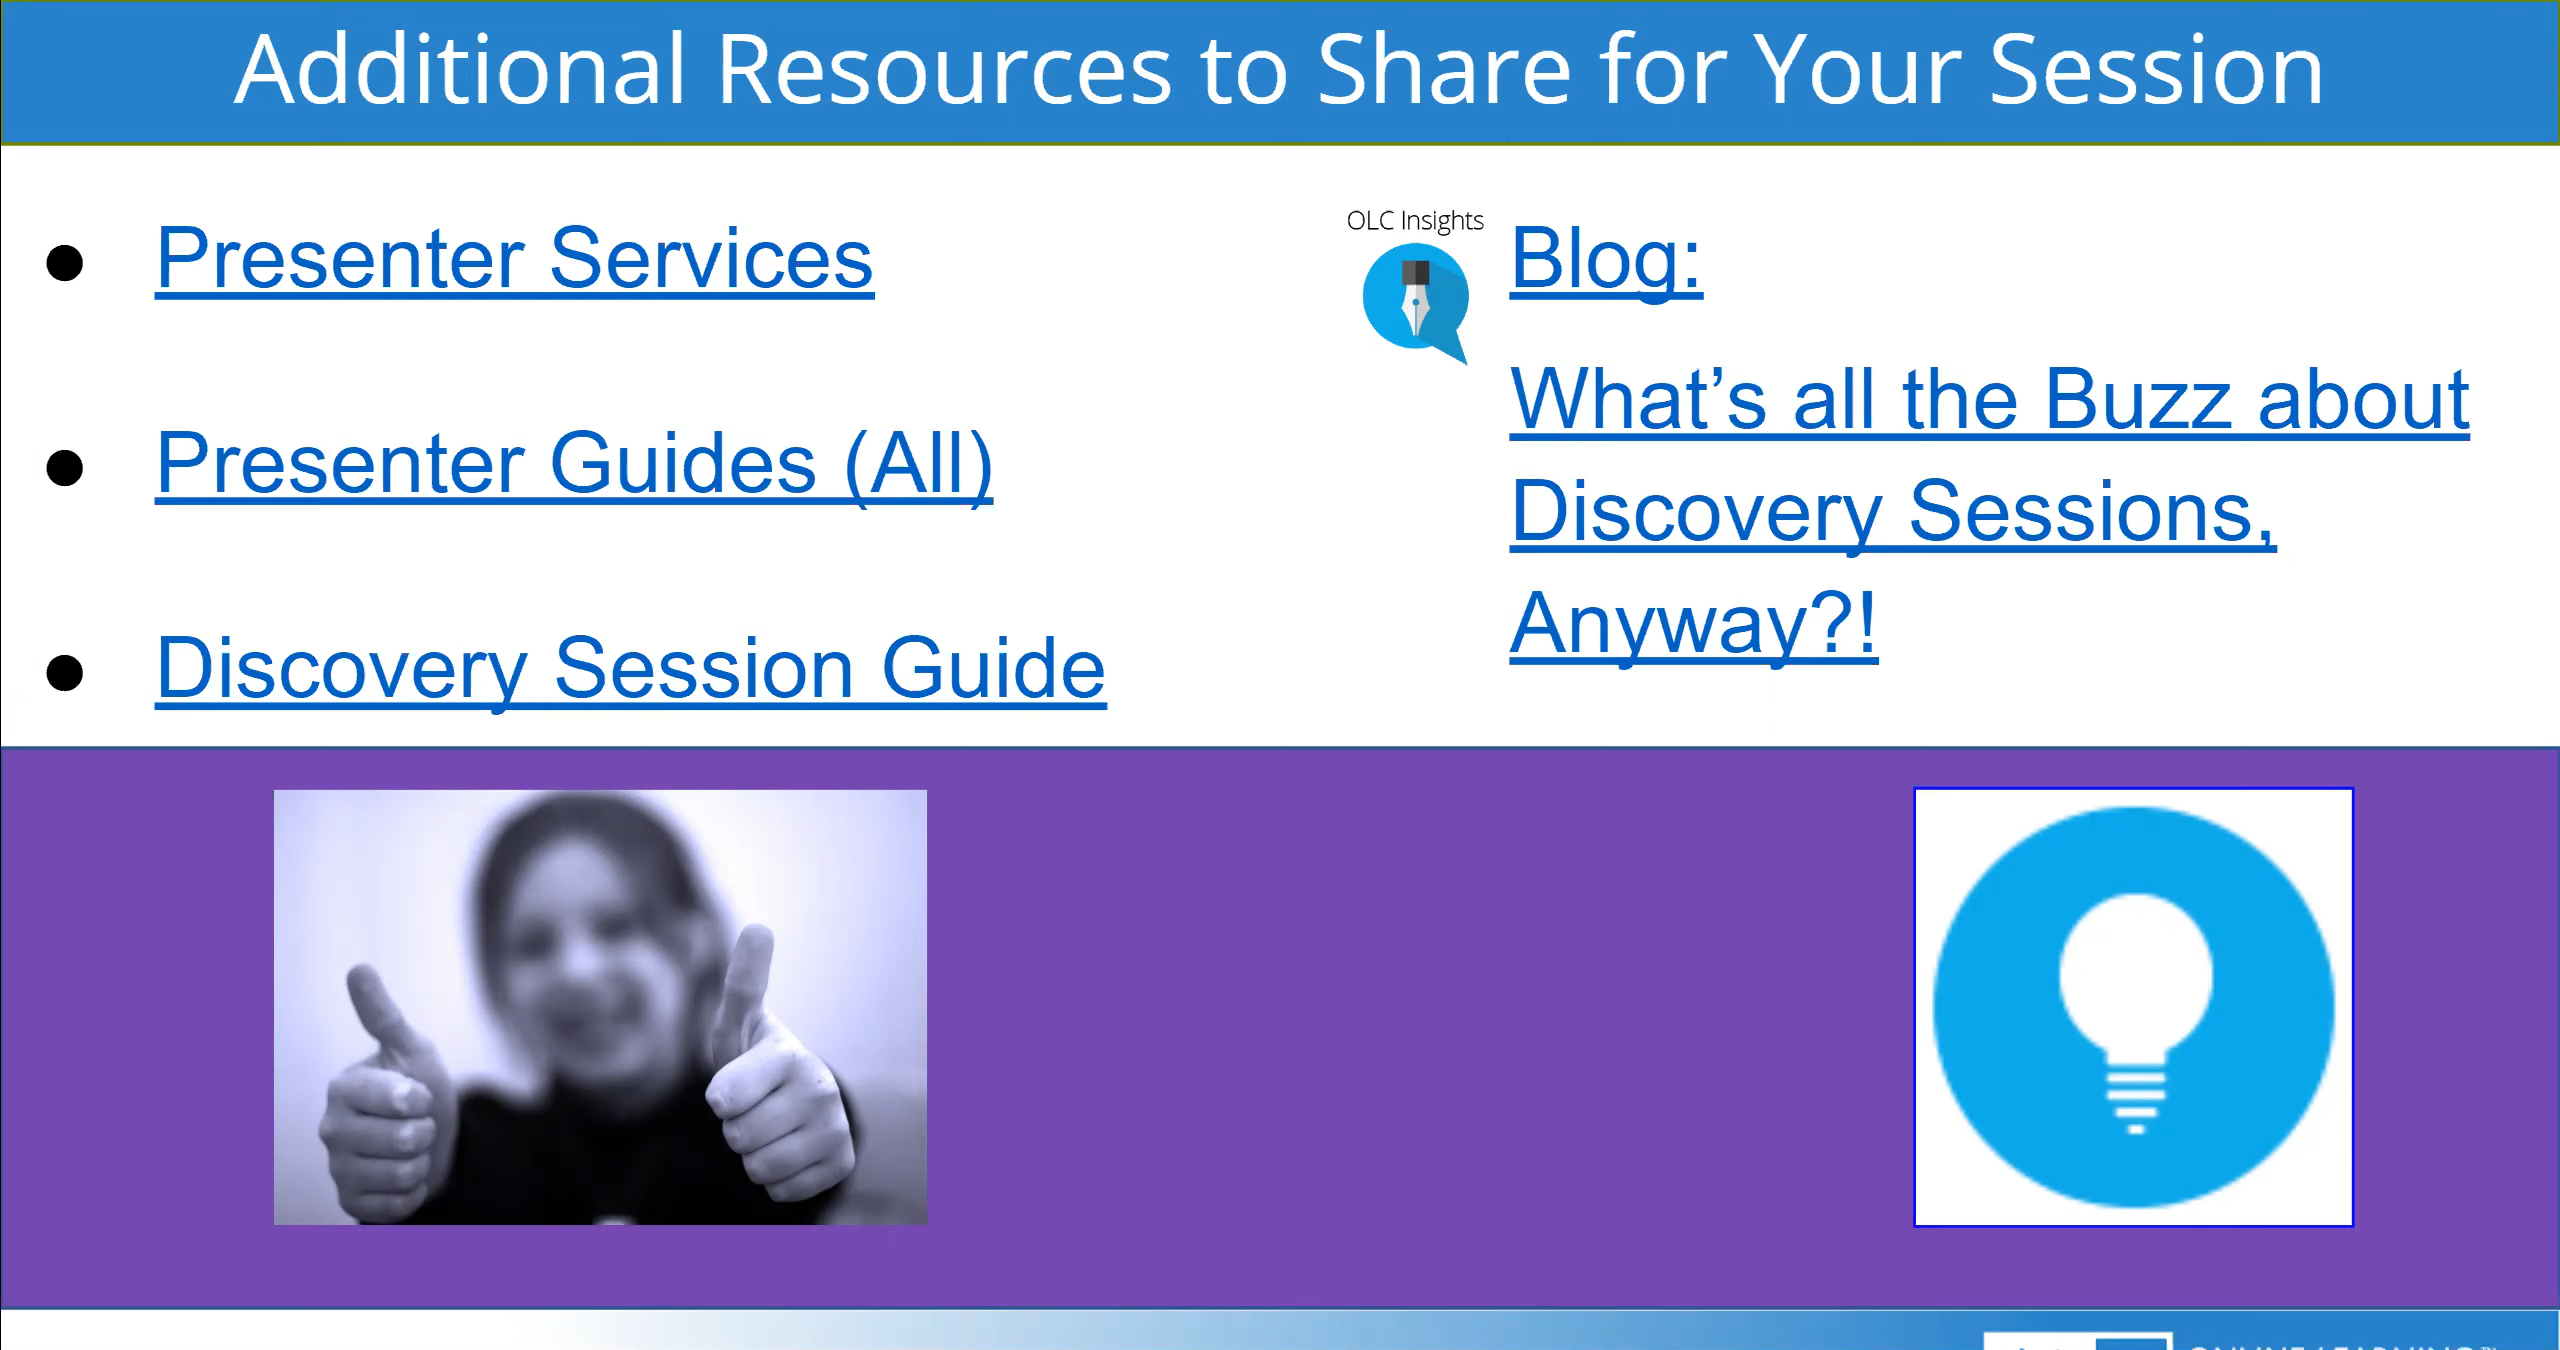 Additional Resources to Share for Your Session
● Presenter Services
● Presenter Guides (All)
● Discovery Session Guide
OLC Insights
Blog:
What’s all the Buzz about
Discovery Sessions,
Anyway?!